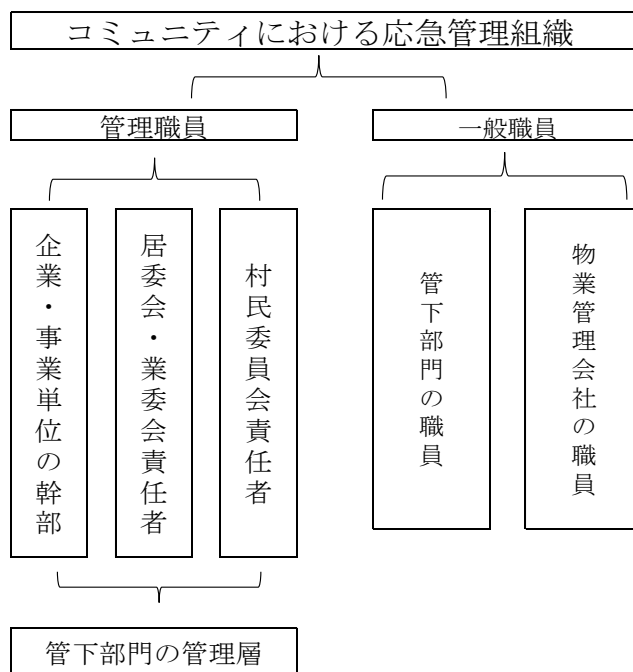 コミュニティにおける応急管理組織
管理職員
一般職員
企業・事業単位の幹部
居委会・業委会責任者
村民委員会責任者
管下部門の職員
物業管理会社の職員
管下部門の管理層